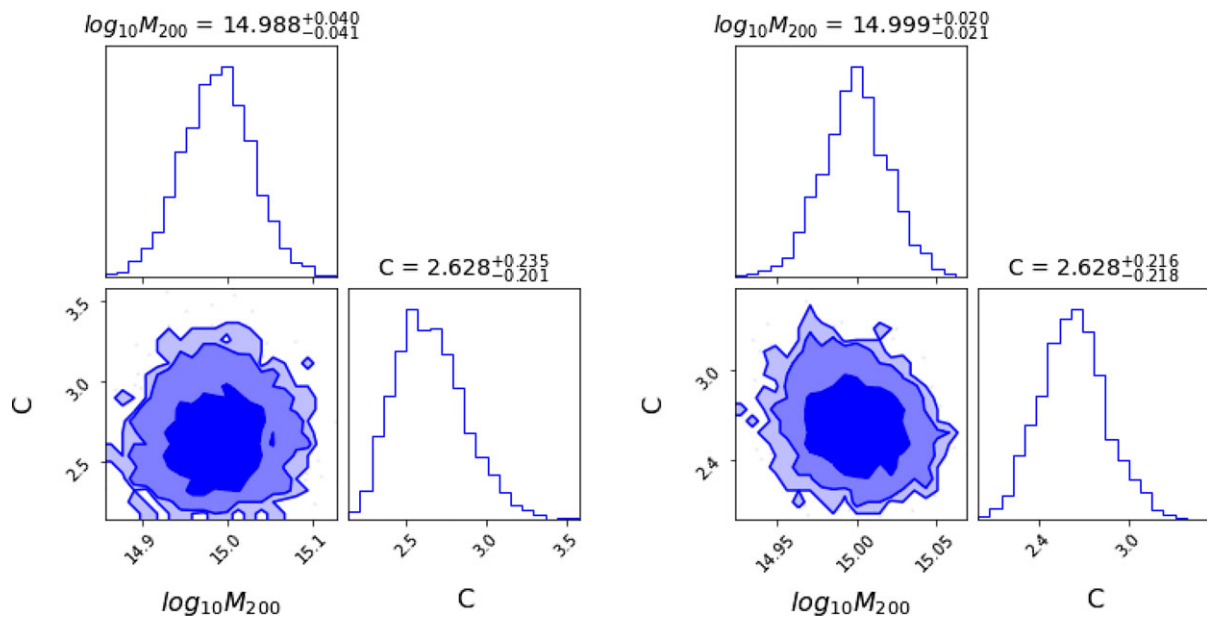 log₁₀M₂₀₀ = 14.988⁺⁰·⁰⁴⁰₋₀.₀₄₁
C = 2.628⁺⁰·²³⁵₋₀.₂₀₁
3.5
3.0
2.5
C
14.9
15.0
15.1
log₁₀M₂₀₀
2.5
3.0
3.5
C
log₁₀M₂₀₀ = 14.999⁺⁰·⁰²⁰₋₀.₀₂₁
C = 2.628⁺⁰·²¹⁶₋₀.₂₁₈
3.0
2.4
C
14.95
15.00
15.05
log₁₀M₂₀₀
2.4
3.0
C